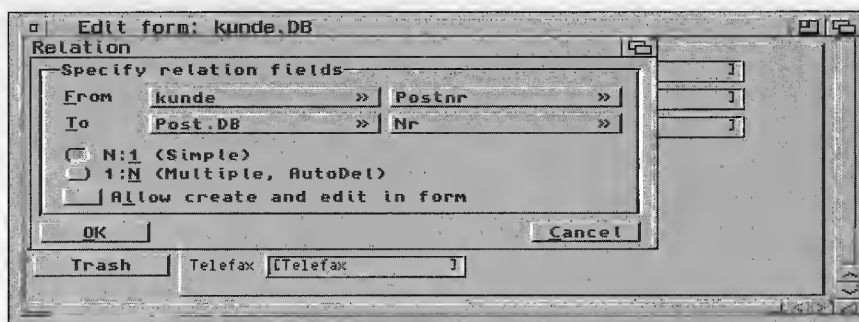 Edit form: kunde.DB
Relation
Specify relation fields
From kunde » Postnr »
To Post.DB » Nr »
N:1 (Simple)
1:N (Multiple, AutoDel)
Allow create and edit in form
OK Cancel
Trash Telefax [Telefax ]